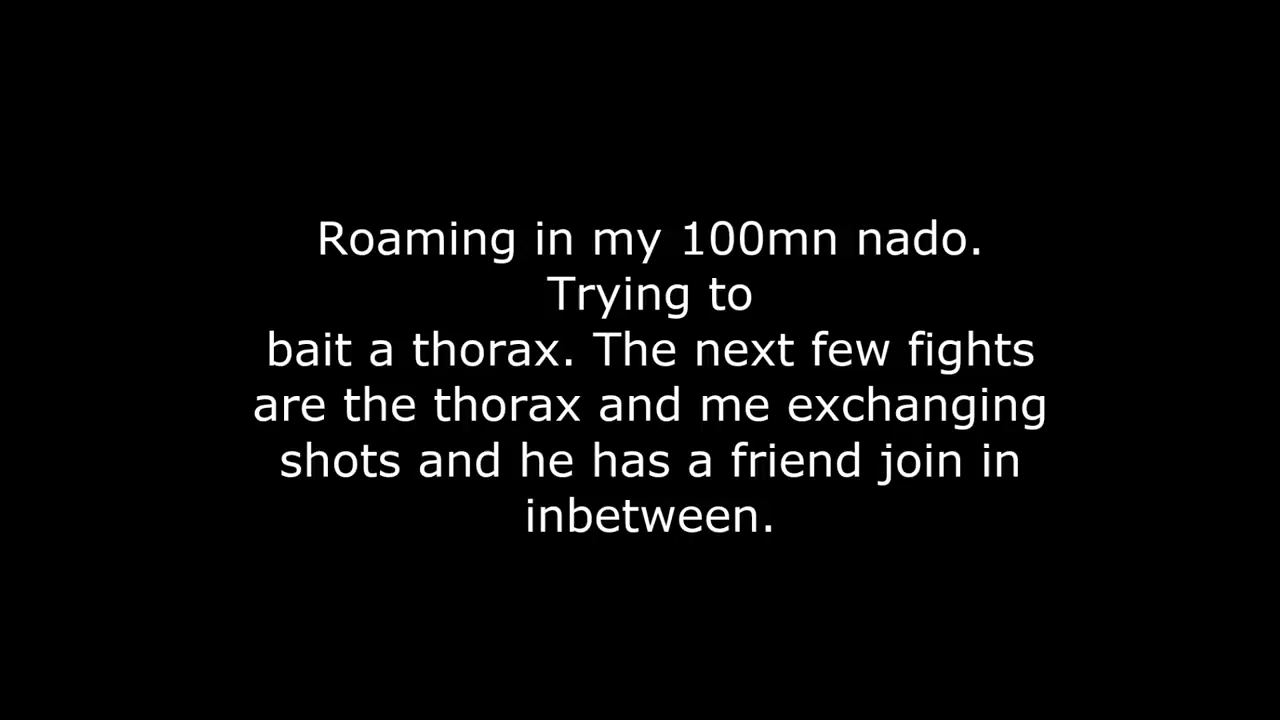 Roaming in my 100mn nado.
Trying to
bait a thorax. The next few fights
are the thorax and me exchanging
shots and he has a friend join in
inbetween.